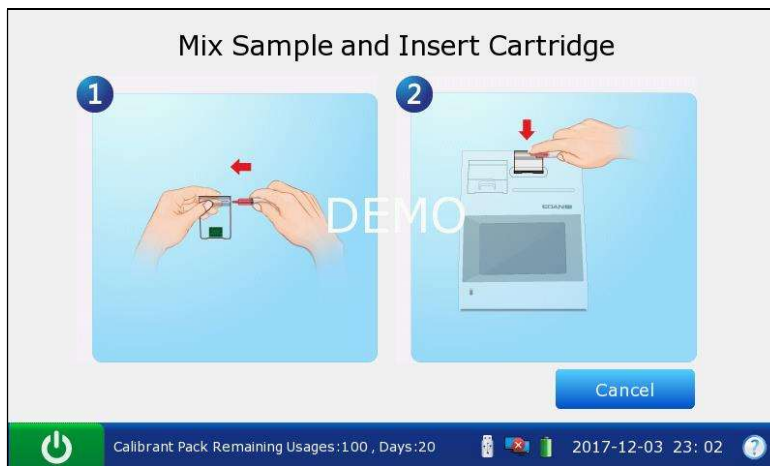 Mix Sample and Insert Cartridge
1
2
DEMO
EDAN
Cancel
Calibrant Pack Remaining Usages:100 , Days:20
2017-12-03 23: 02
?